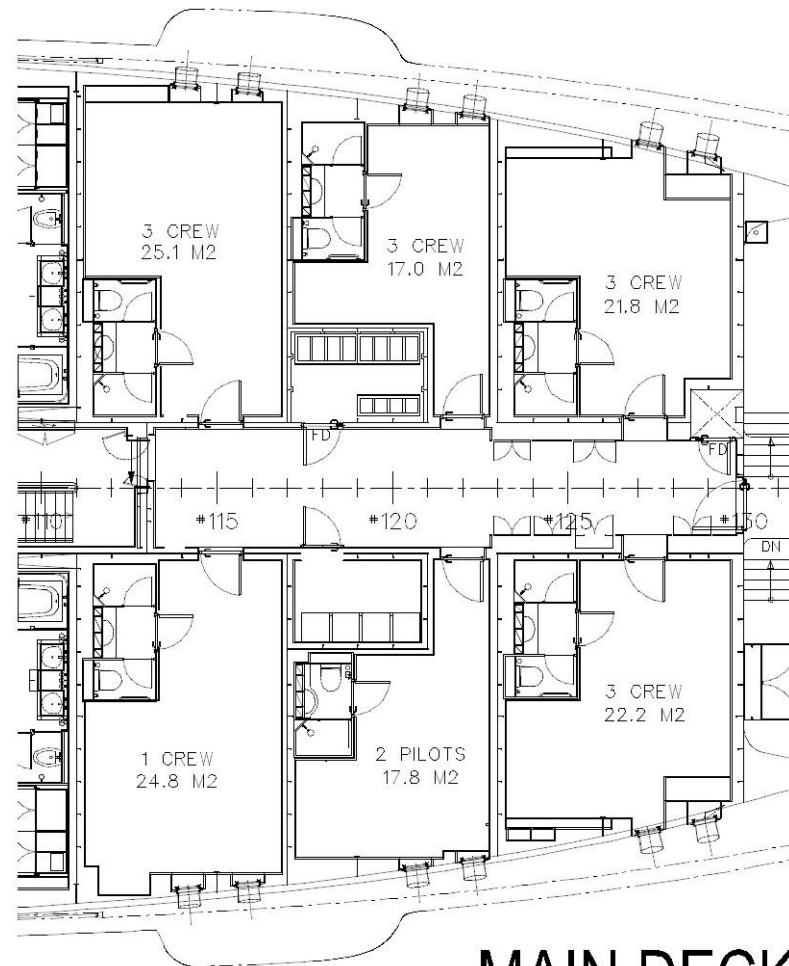 3 CREW
25.1 M2
3 CREW
17.0 M2
3 CREW
21.8 M2
FD
FD
#110
#115
#120
#125
#130
DN
1 CREW
24.8 M2
2 PILOTS
17.8 M2
3 CREW
22.2 M2
MAIN DECK